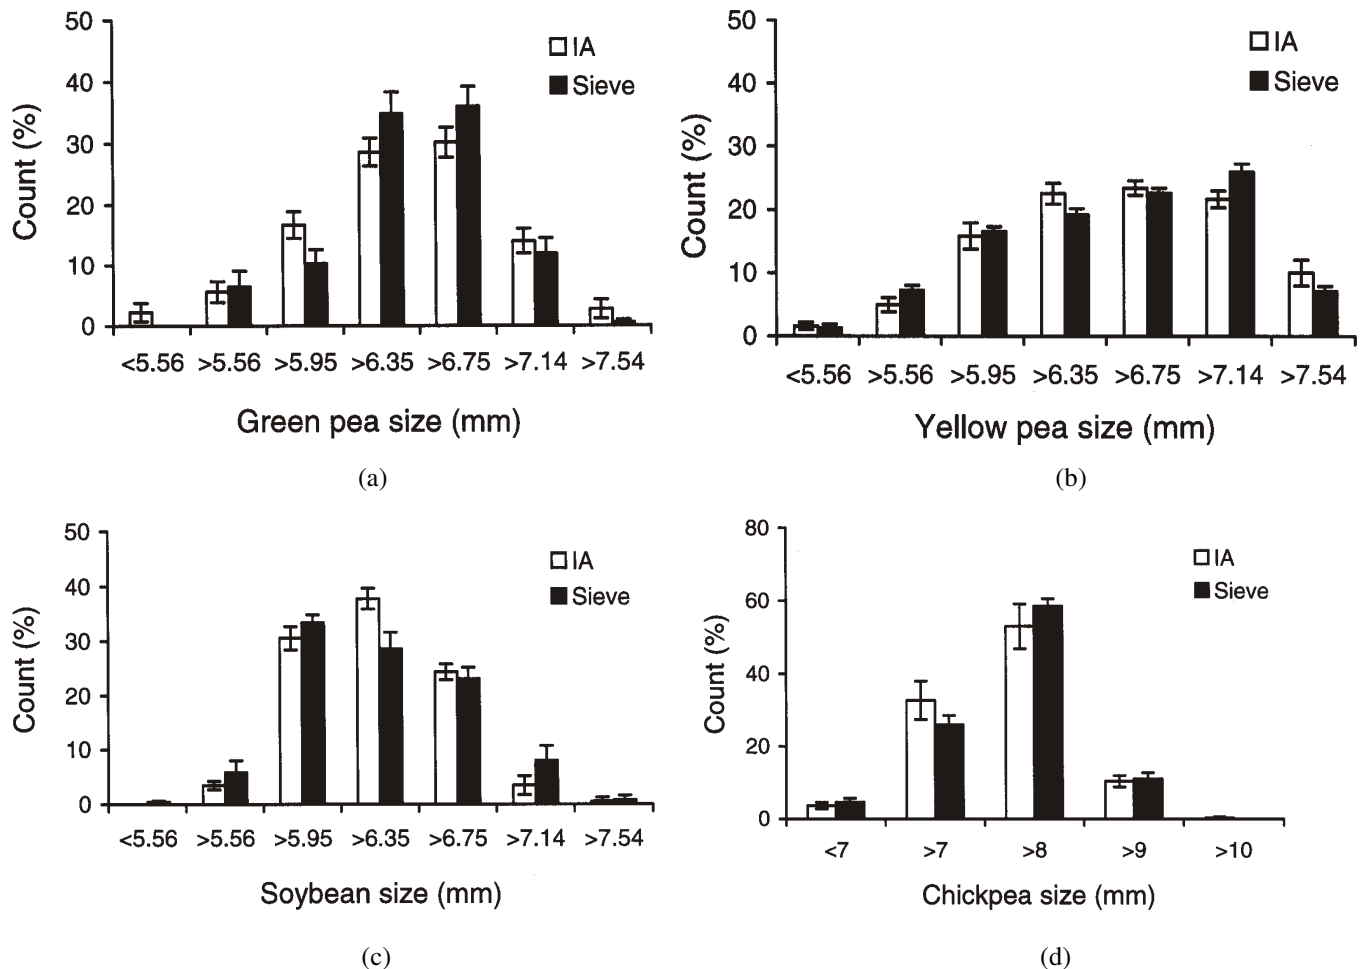 50
40
30
20
10
0
Count (%)
IA
Sieve
<5.56 >5.56 >5.95 >6.35 >6.75 >7.14 >7.54
Green pea size (mm)
(a)
50
40
30
20
10
0
Count (%)
IA
Sieve
<5.56 >5.56 >5.95 >6.35 >6.75 >7.14 >7.54
Yellow pea size (mm)
(b)
50
40
30
20
10
0
Count (%)
IA
Sieve
<5.56 >5.56 >5.95 >6.35 >6.75 >7.14 >7.54
Soybean size (mm)
(c)
80
60
40
20
0
Count (%)
IA
Sieve
<7 >7 >8 >9 >10
Chickpea size (mm)
(d)